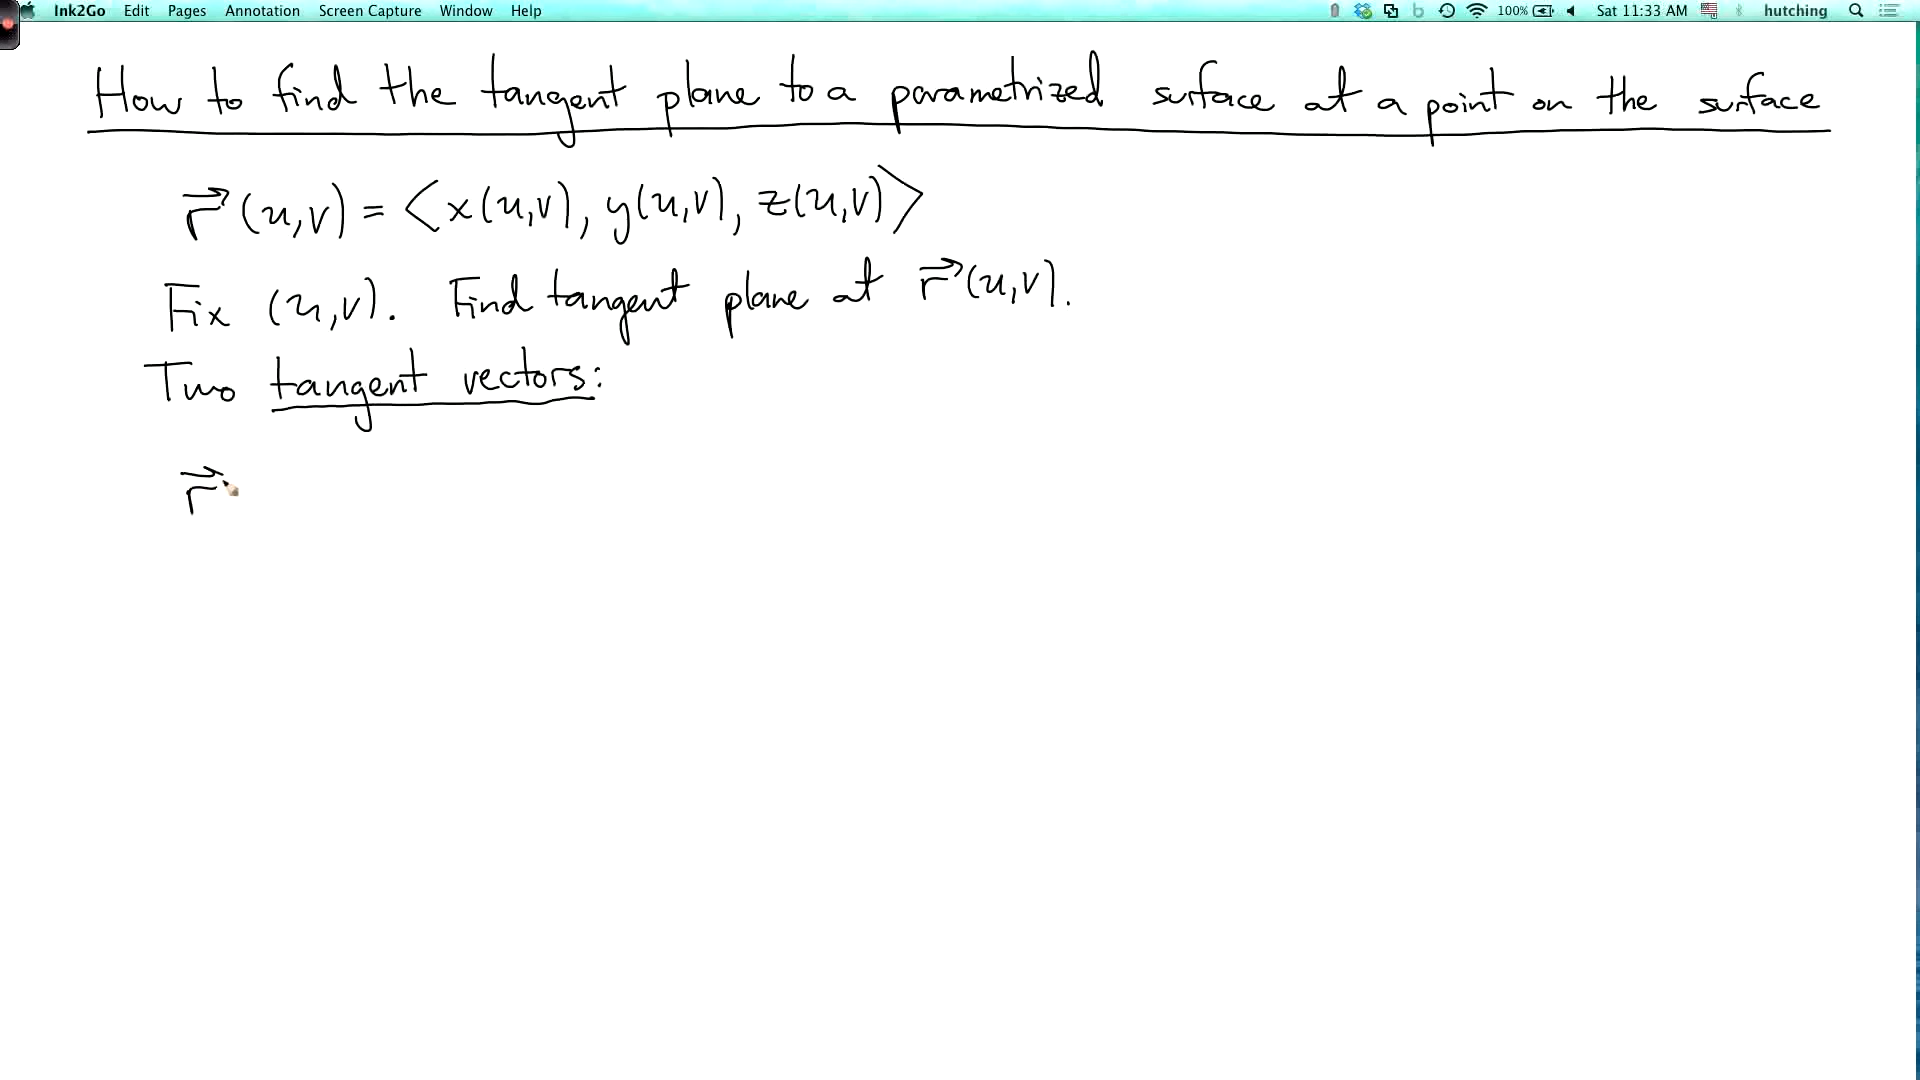 Ink2Go Edit Pages Annotation Screen Capture Window Help 100% Sat 11:33 AM hutching
How to find the tangent plane to a parametrized surface at a point on the surface
r⃗(u,v) = ⟨x(u,v), y(u,v), z(u,v)⟩
Fix (u,v). Find tangent plane at r⃗(u,v).
Two tangent vectors:
r⃗